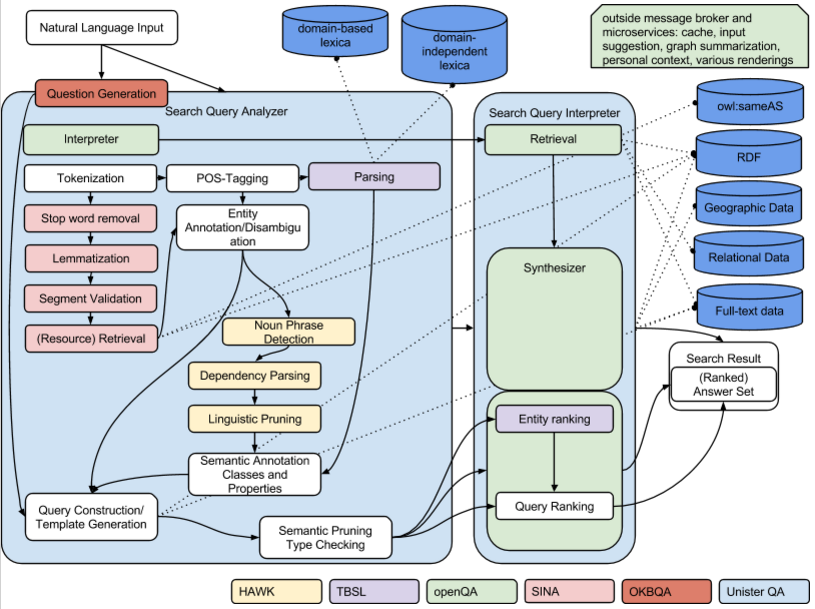 Natural Language Input
domain-based
lexica
domain-
independent
lexica
outside message broker and
microservices: cache, input
suggestion, graph summarization,
personal context, various renderings
Question Generation
Search Query Analyzer
Search Query Interpreter
owl:sameAS
Interpreter
Retrieval
RDF
Tokenization
POS-Tagging
Parsing
Geographic Data
Stop word removal
Entity
Annotation/Disambigu
ation
Lemmatization
Relational Data
Synthesizer
Segment Validation
Full-text data
(Resource) Retrieval
Noun Phrase
Detection
Search Result
(Ranked)
Answer Set
Dependency Parsing
Linguistic Pruning
Entity ranking
Semantic Annotation
Classes and
Properties
Query Construction/
Template Generation
Query Ranking
Semantic Pruning
Type Checking
HAWK
TBSL
openQA
SINA
OKBQA
Unister QA